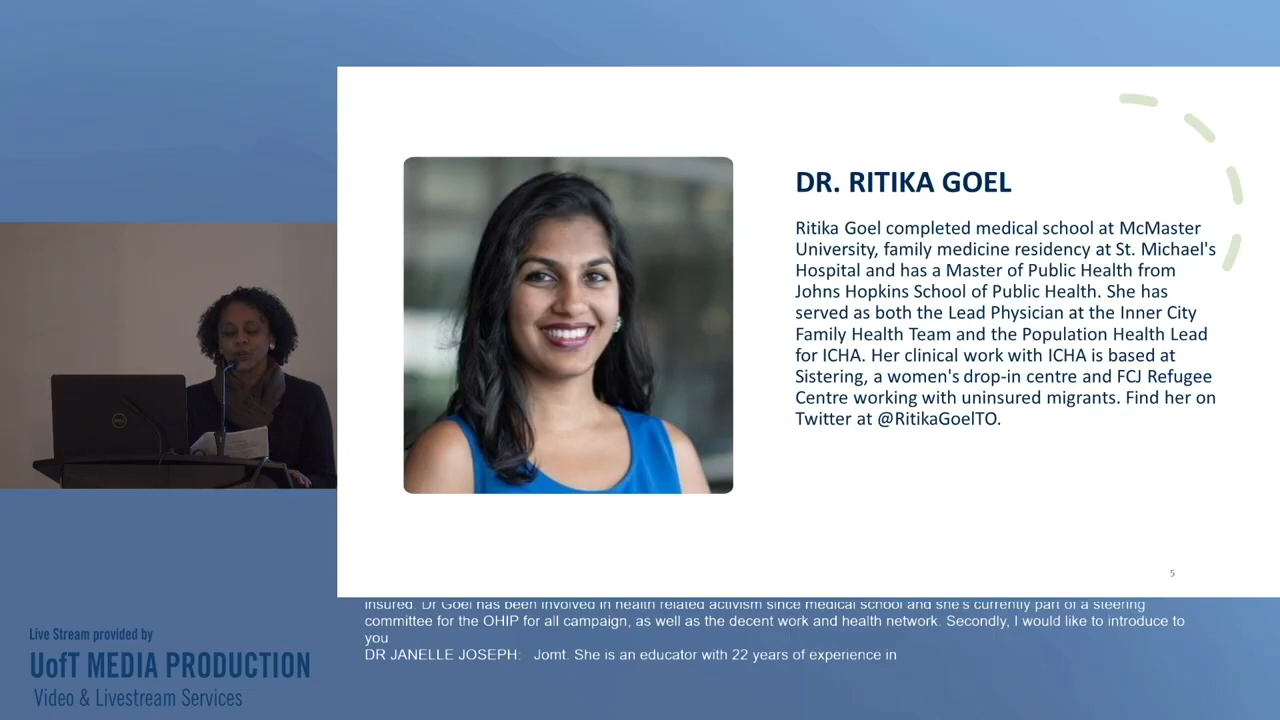 DR. RITIKA GOEL
Ritika Goel completed medical school at McMaster
University, family medicine residency at St. Michael's
Hospital and has a Master of Public Health from
Johns Hopkins School of Public Health. She has
served as both the Lead Physician at the Inner City
Family Health Team and the Population Health Lead
for ICHA. Her clinical work with ICHA is based at
Sistering, a women's drop-in centre and FCJ Refugee
Centre working with uninsured migrants. Find her on
Twitter at @RitikaGoelTO.
5
insured. Dr Goel has been involved in health related activism since medical school and she's currently part of a steering
committee for the OHIP for all campaign, as well as the decent work and health network. Secondly, I would like to introduce to
you
DR JANELLE JOSEPH: Jomt. She is an educator with 22 years of experience in
Live Stream provided by
UofT MEDIA PRODUCTION
Video & Livestream Services
DELL